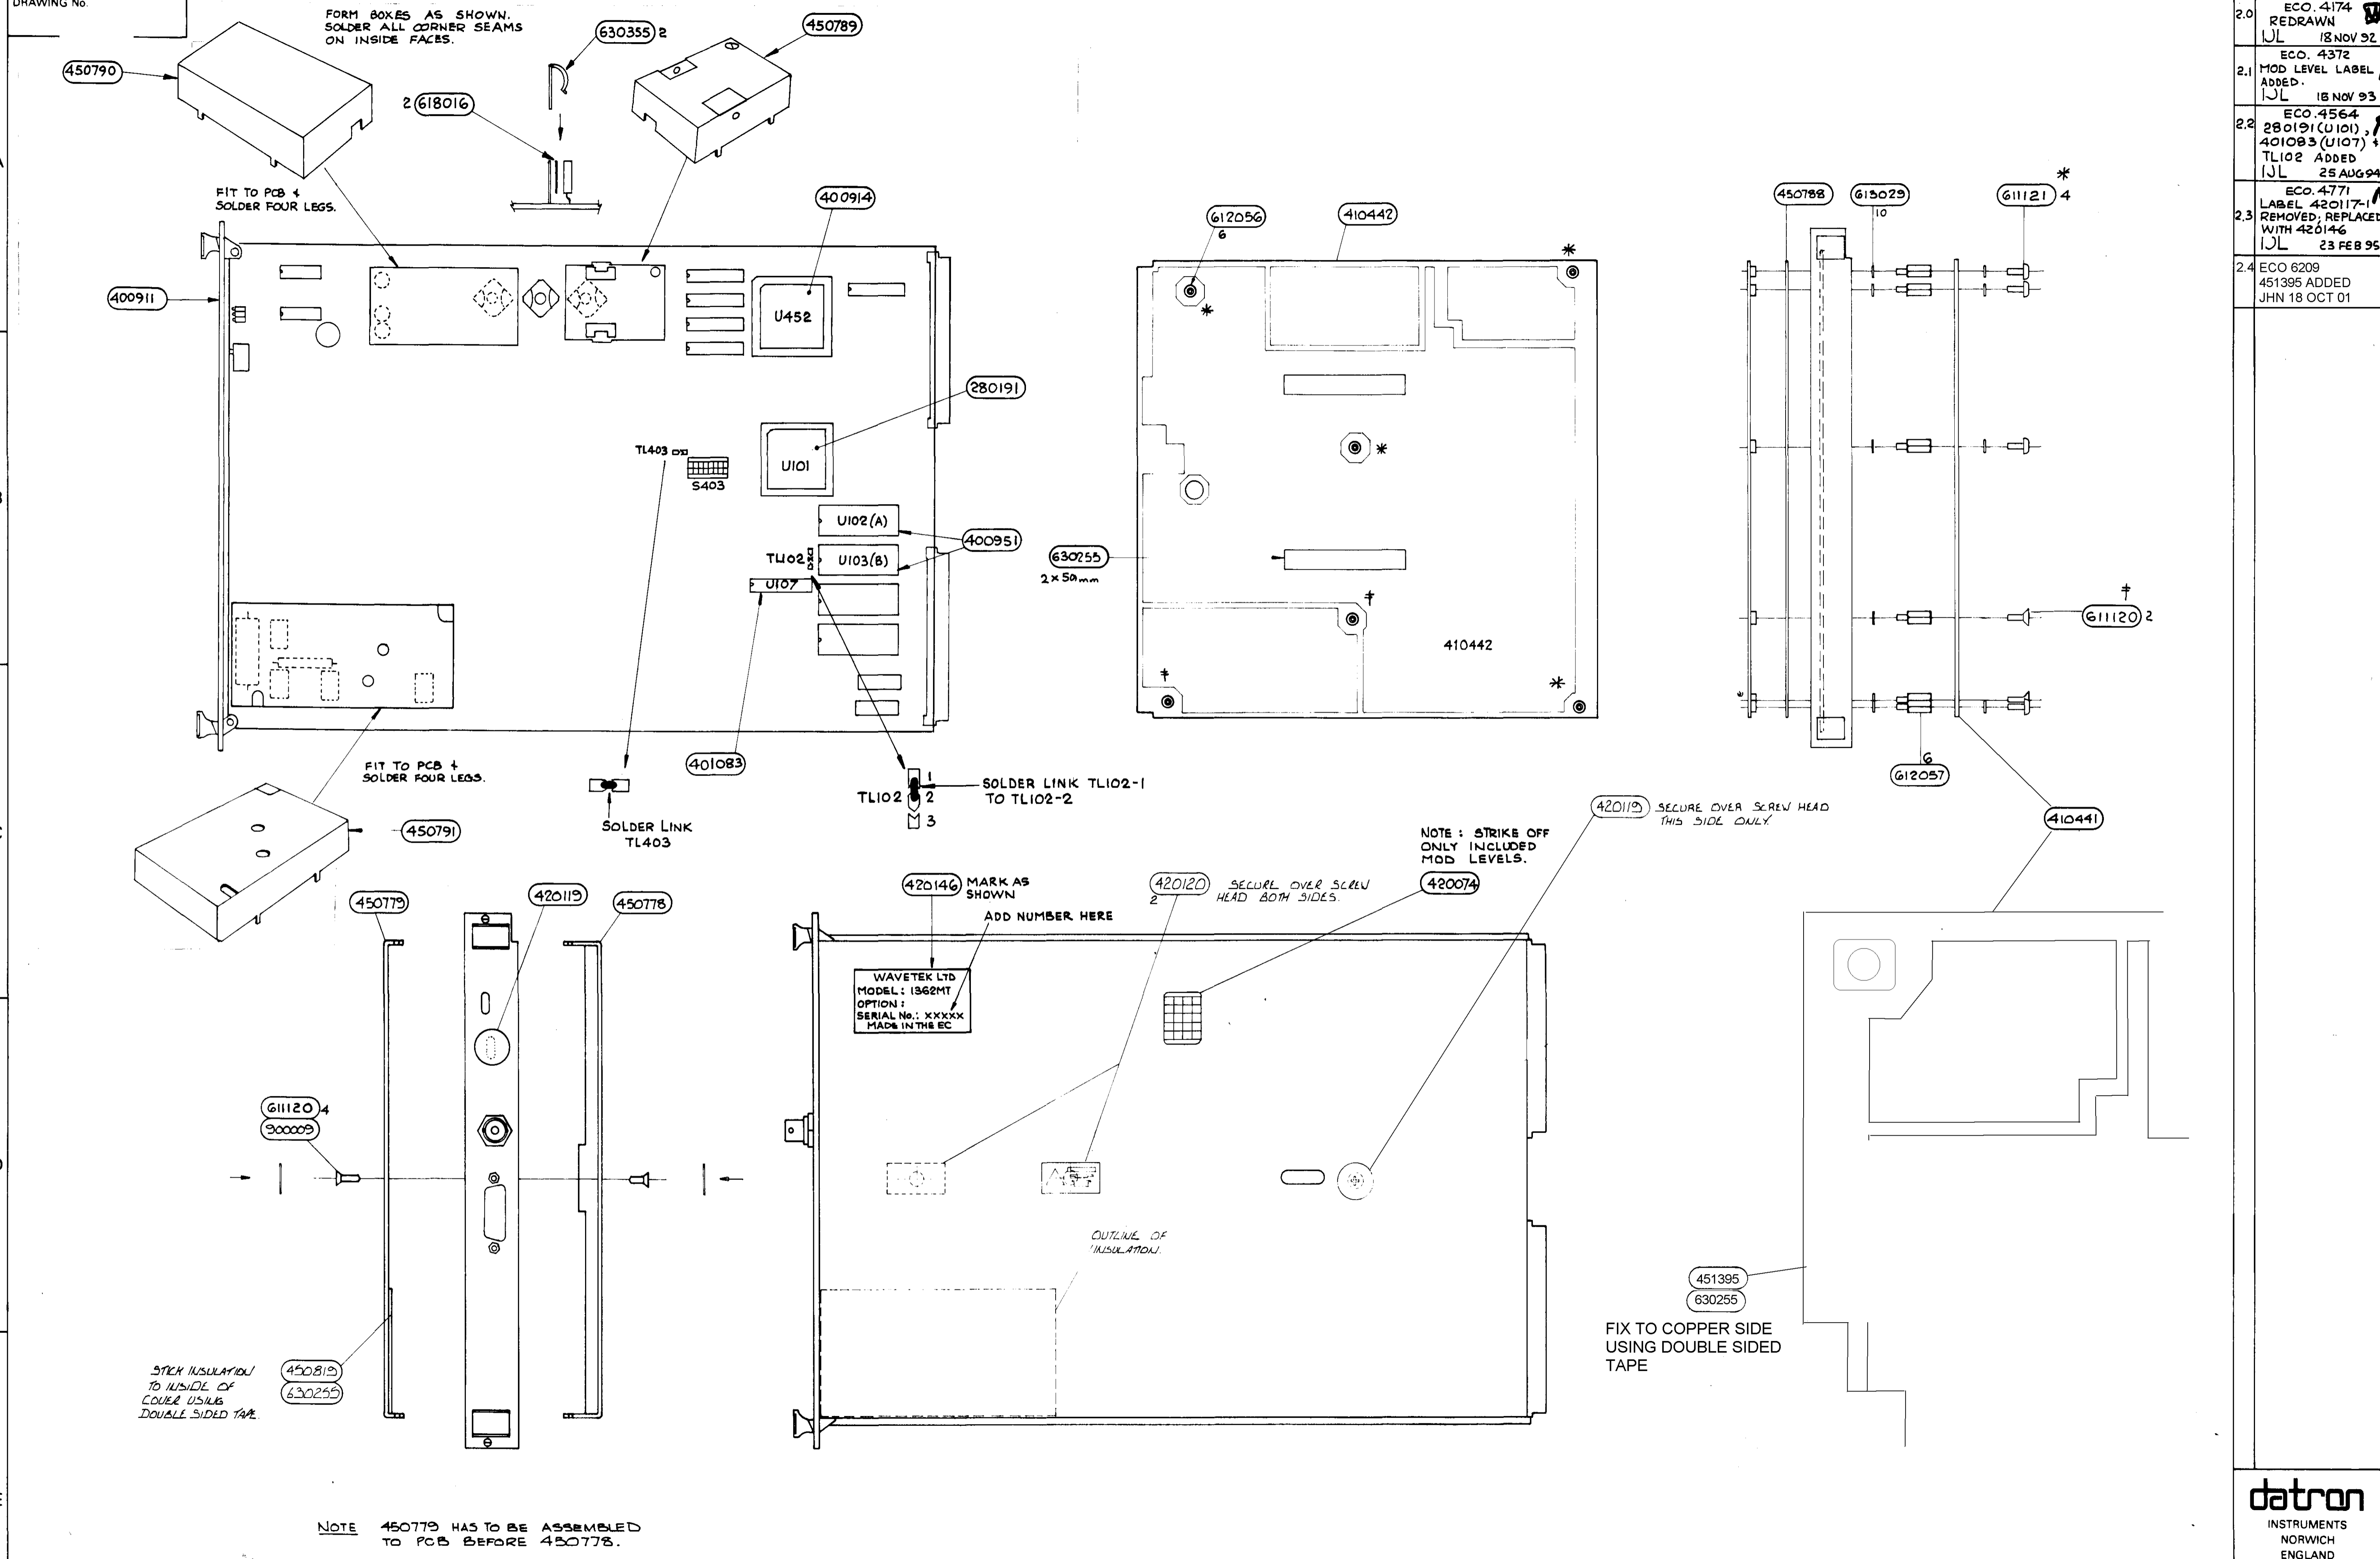 DRAWING No.
FORM BOXES AS SHOWN.
SOLDER ALL CORNER SEAMS
ON INSIDE FACES.
450790
630355 2
450789
2 618016
FIT TO PCB &
SOLDER FOUR LEGS.
400914
400911
U452
280191
TL403
S403
U101
U102(A)
400951
TL102
U103(B)
U107
401083
FIT TO PCB &
SOLDER FOUR LEGS.
450791
SOLDER LINK
TL403
TL102
1
2
3
SOLDER LINK TL102-1
TO TL102-2
612056
6
410442
*
*
*
630255
2 × 50mm
‡
410442
‡
*
450788
613029
10
*
611121 4
‡
611120 2
6
612057
410441
420119 SECURE OVER SCREW HEAD
THIS SIDE ONLY.
NOTE : STRIKE OFF
ONLY INCLUDED
MOD LEVELS.
420074
420146 MARK AS
SHOWN
ADD NUMBER HERE
420120 SECURE OVER SCREW
2 HEAD BOTH SIDES.
WAVETEK LTD
MODEL : 1362MT
OPTION :
SERIAL No.: XXXXX
MADE IN THE EC
450779
420119
450778
611120 4
900009
OUTLINE OF
INSULATION.
STICK INSULATION
TO INSIDE OF
COVER USING
DOUBLE SIDED TAPE.
450819
630255
451395
630255
FIX TO COPPER SIDE
USING DOUBLE SIDED
TAPE
NOTE 450779 HAS TO BE ASSEMBLED
TO PCB BEFORE 450778.
2.0 ECO. 4174
REDRAWN
IJL 18 NOV 92
ECO. 4372
2.1 MOD LEVEL LABEL
ADDED.
IJL 18 NOV 93
ECO. 4564
2.2 280191(U101),
401083(U107) &
TL102 ADDED
IJL 25 AUG 94
ECO. 4771
LABEL 420117-1
2.3 REMOVED; REPLACED
WITH 420146
IJL 23 FEB 95
2.4 ECO 6209
451395 ADDED
JHN 18 OCT 01
datron
INSTRUMENTS
NORWICH
ENGLAND